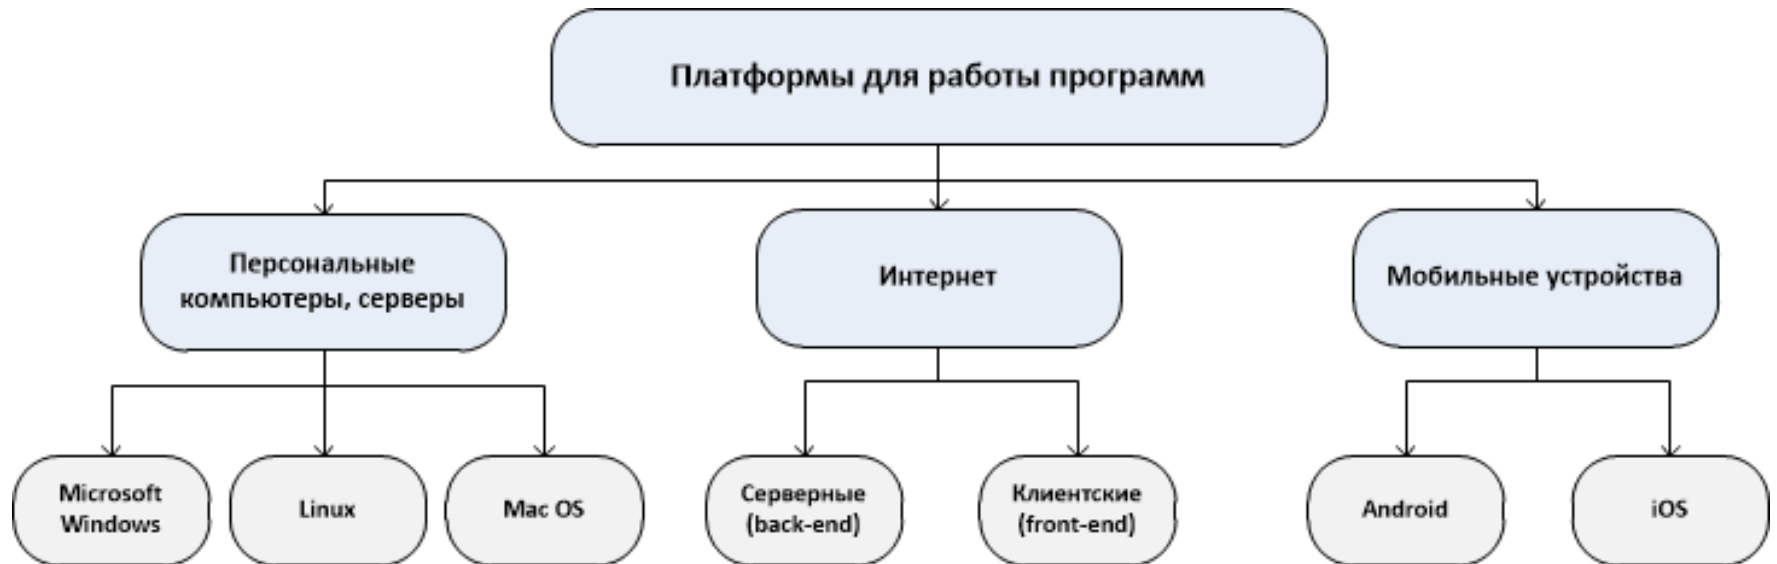 Платформы для работы программ
Персональные
компьютеры, серверы
Интернет
Мобильные устройства
Microsoft
Windows
Linux
Mac OS
Серверные
(back-end)
Клиентские
(front-end)
Android
iOS